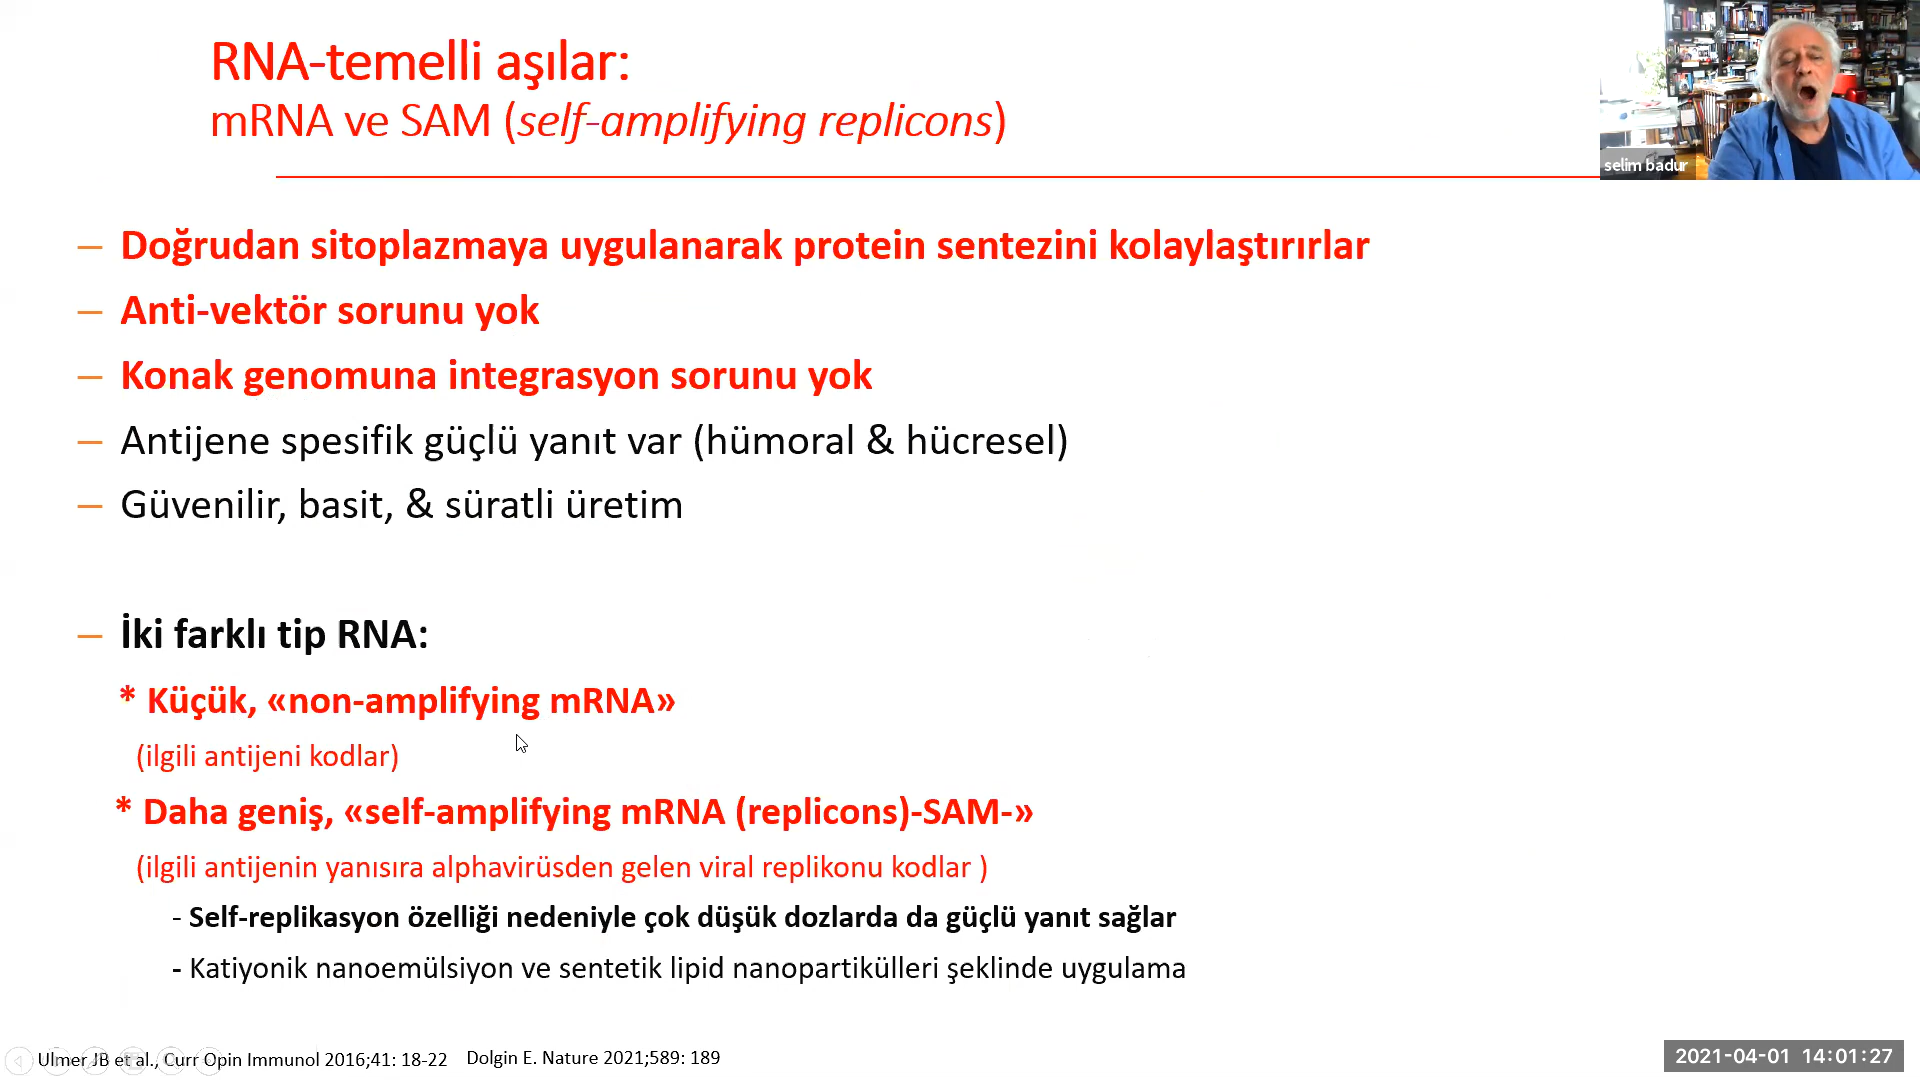 RNA-temelli aşılar:
mRNA ve SAM (self-amplifying replicons)
selim badur
– Doğrudan sitoplazmaya uygulanarak protein sentezini kolaylaştırırlar
– Anti-vektör sorunu yok
– Konak genomuna integrasyon sorunu yok
– Antijene spesifik güçlü yanıt var (hümoral & hücresel)
– Güvenilir, basit, & süratli üretim
– İki farklı tip RNA:
* Küçük, «non-amplifying mRNA»
(ilgili antijeni kodlar)
* Daha geniş, «self-amplifying mRNA (replicons)-SAM-»
(ilgili antijenin yanısıra alphavirüsden gelen viral replikonu kodlar )
- Self-replikasyon özelliği nedeniyle çok düşük dozlarda da güçlü yanıt sağlar
- Katiyonik nanoemülsiyon ve sentetik lipid nanopartikülleri şeklinde uygulama
Ulmer JB et al., Curr Opin Immunol 2016;41: 18-22 Dolgin E. Nature 2021;589: 189
2021-04-01 14:01:27